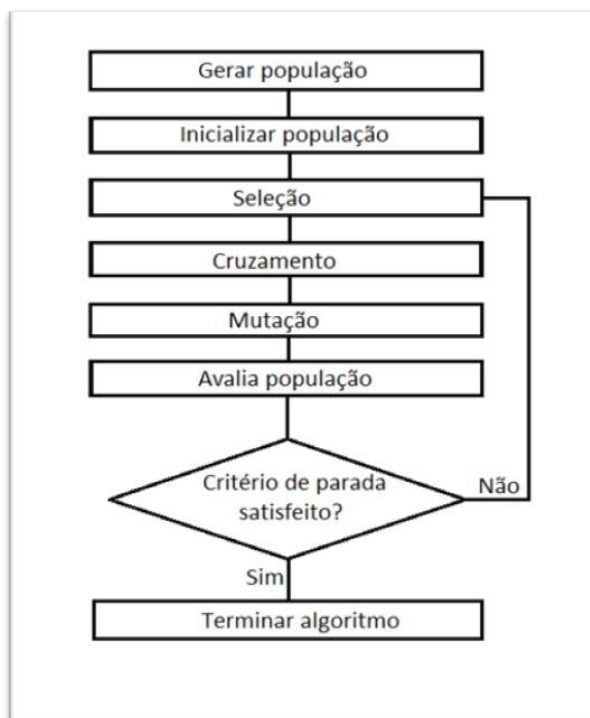 Gerar população
Inicializar população
Seleção
Cruzamento
Mutação
Avalia população
Critério de parada
satisfeito?
Não
Sim
Terminar algoritmo